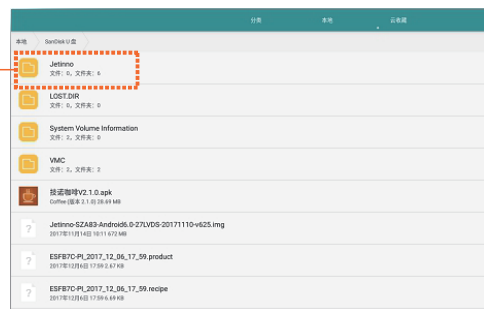 分类 本地 云收藏
本地 SanDisk U 盘
Jetinno
文件: 0, 文件夹: 6
LOST.DIR
文件: 0, 文件夹: 0
System Volume Information
文件: 2, 文件夹: 0
VMC
文件: 2, 文件夹: 2
技诺咖啡V2.1.0.apk
Coffee (版本 2.1.0) 28.69 MB
Jetinno-SZA83-Android6.0-27LVDS-20171110-v625.img
2017年11月14日 10:11 672 MB
ESFB7C-PI_2017_12_06_17_59.product
2017年12月6日 17:59 2.67 KB
ESFB7C-PI_2017_12_06_17_59.recipe
2017年12月6日 17:59 6.69 KB